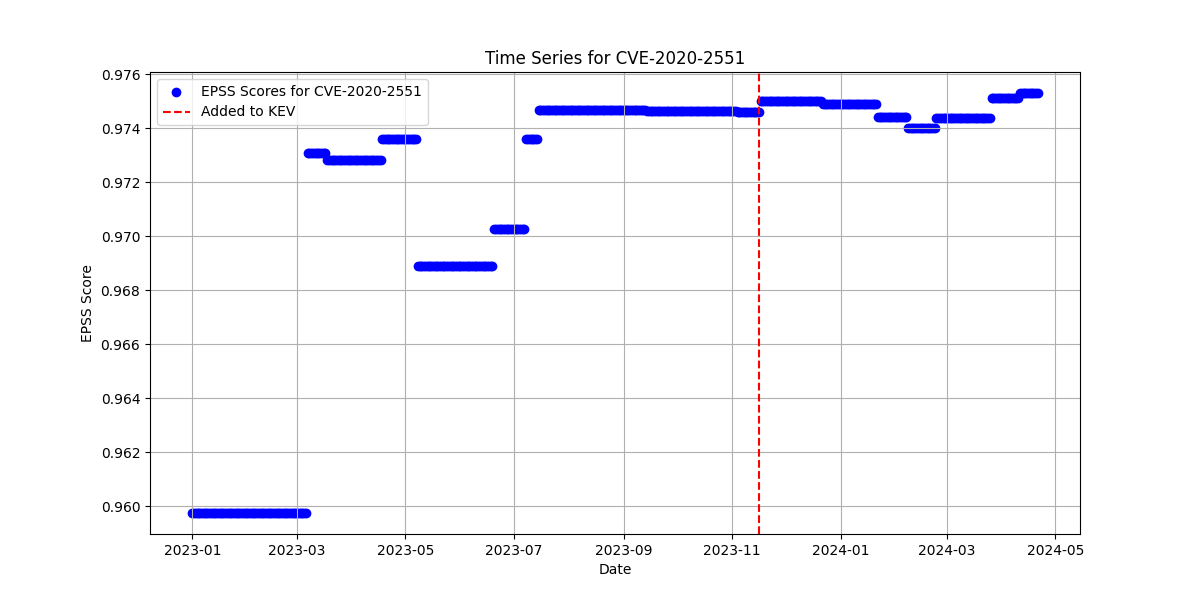 Time Series for CVE-2020-2551
EPSS Scores for CVE-2020-2551
Added to KEV
EPSS Score
0.976
0.974
0.972
0.970
0.968
0.966
0.964
0.962
0.960
2023-01 2023-03 2023-05 2023-07 2023-09 2023-11 2024-01 2024-03 2024-05
Date